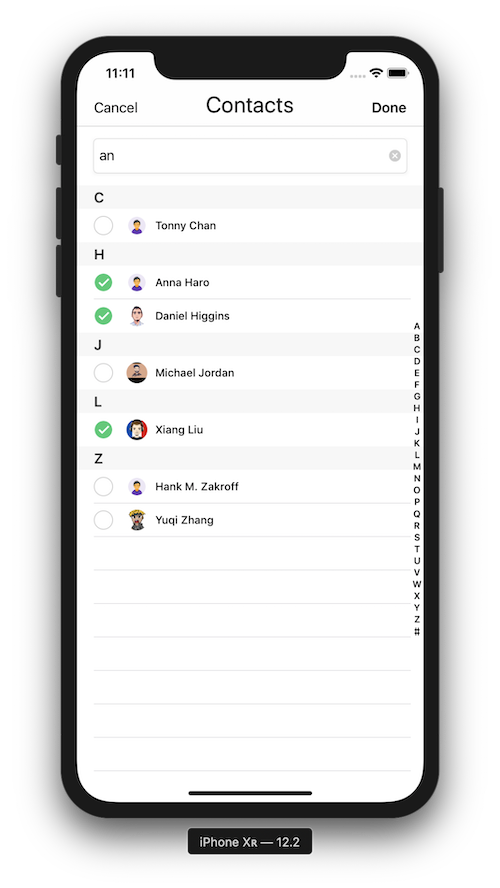 11:11
Cancel Contacts Done
an
C
Tonny Chan
H
Anna Haro
Daniel Higgins
J
Michael Jordan
L
Xiang Liu
Z
Hank M. Zakroff
Yuqi Zhang
A
B
C
D
E
F
G
H
I
J
K
L
M
N
O
P
Q
R
S
T
U
V
W
X
Y
Z
#
iPhone Xʀ — 12.2